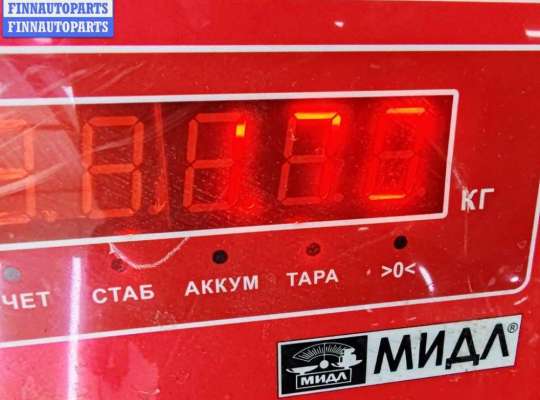 FINNAUTOPARTS
FINNAUTOPARTS
КГ
ЧЕТ СТАБ АККУМ ТАРА >0<
МИДЛ МИДЛ®